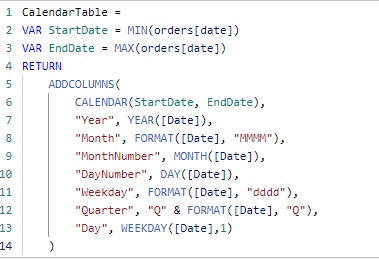 1 CalendarTable =
2 VAR StartDate = MIN(orders[date])
3 VAR EndDate = MAX(orders[date])
4 RETURN
5 ADDCOLUMNS(
6 CALENDAR(StartDate, EndDate),
7 "Year", YEAR([Date]),
8 "Month", FORMAT([Date], "MMMM"),
9 "MonthNumber", MONTH([Date]),
10 "DayNumber", DAY([Date]),
11 "Weekday", FORMAT([Date], "dddd"),
12 "Quarter", "Q" & FORMAT([Date], "Q"),
13 "Day", WEEKDAY([Date],1)
14 )